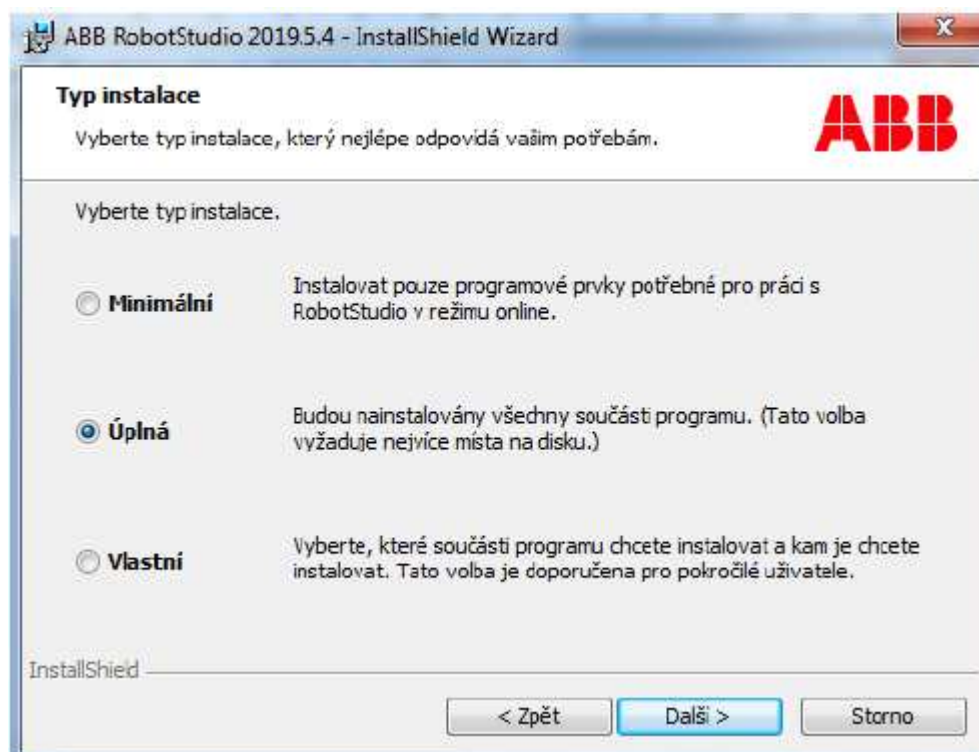 ABB RobotStudio 2019.5.4 - InstallShield Wizard
Typ instalace
Vyberte typ instalace, který nejlépe odpovídá vašim potřebám.
ABB
Vyberte typ instalace.
Minimální
Instalovat pouze programové prvky potřebné pro práci s
RobotStudio v režimu online.
Úplná
Budou nainstalovány všechny součásti programu. (Tato volba
vyžaduje nejvíce místa na disku.)
Vlastní
Vyberte, které součásti programu chcete instalovat a kam je chcete
instalovat. Tato volba je doporučena pro pokročilé uživatele.
InstallShield
< Zpět
Další >
Storno